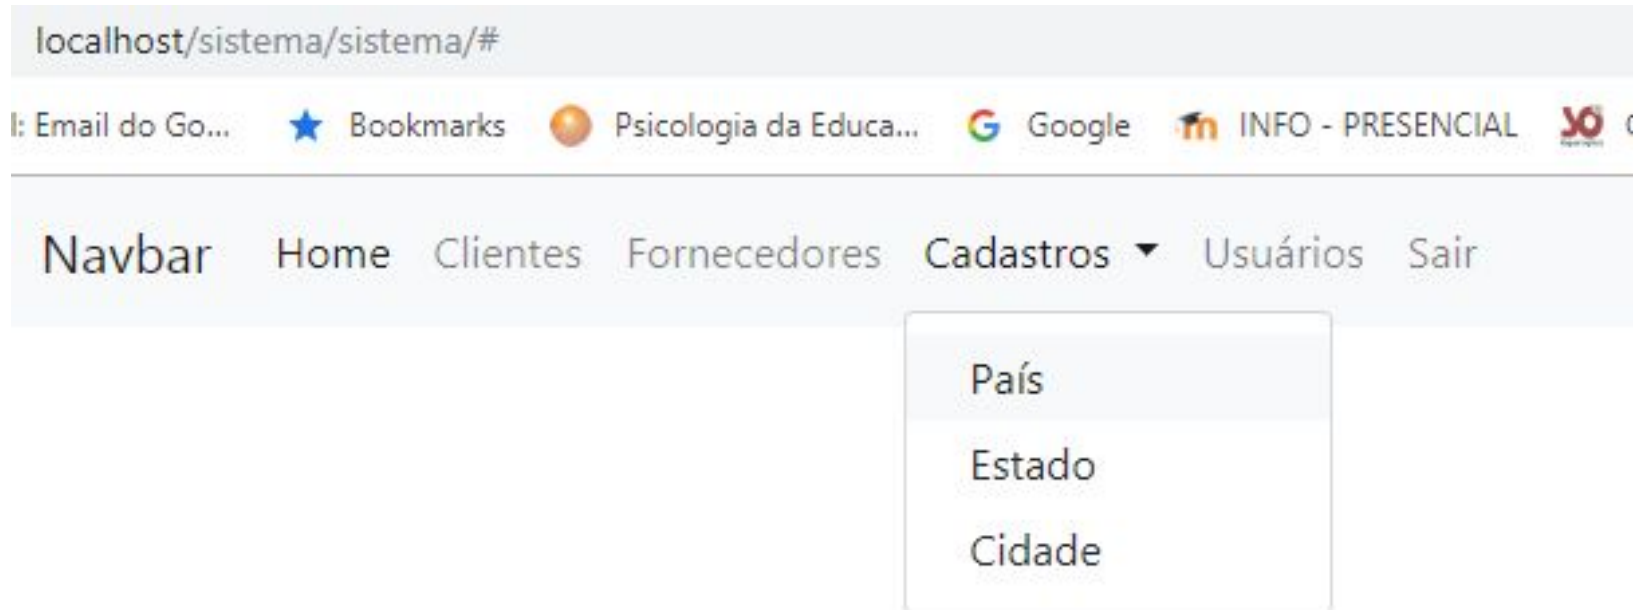 localhost/sistema/sistema/#
l: Email do Go... Bookmarks Psicologia da Educa... Google INFO - PRESENCIAL
Navbar Home Clientes Fornecedores Cadastros Usuários Sair
País
Estado
Cidade